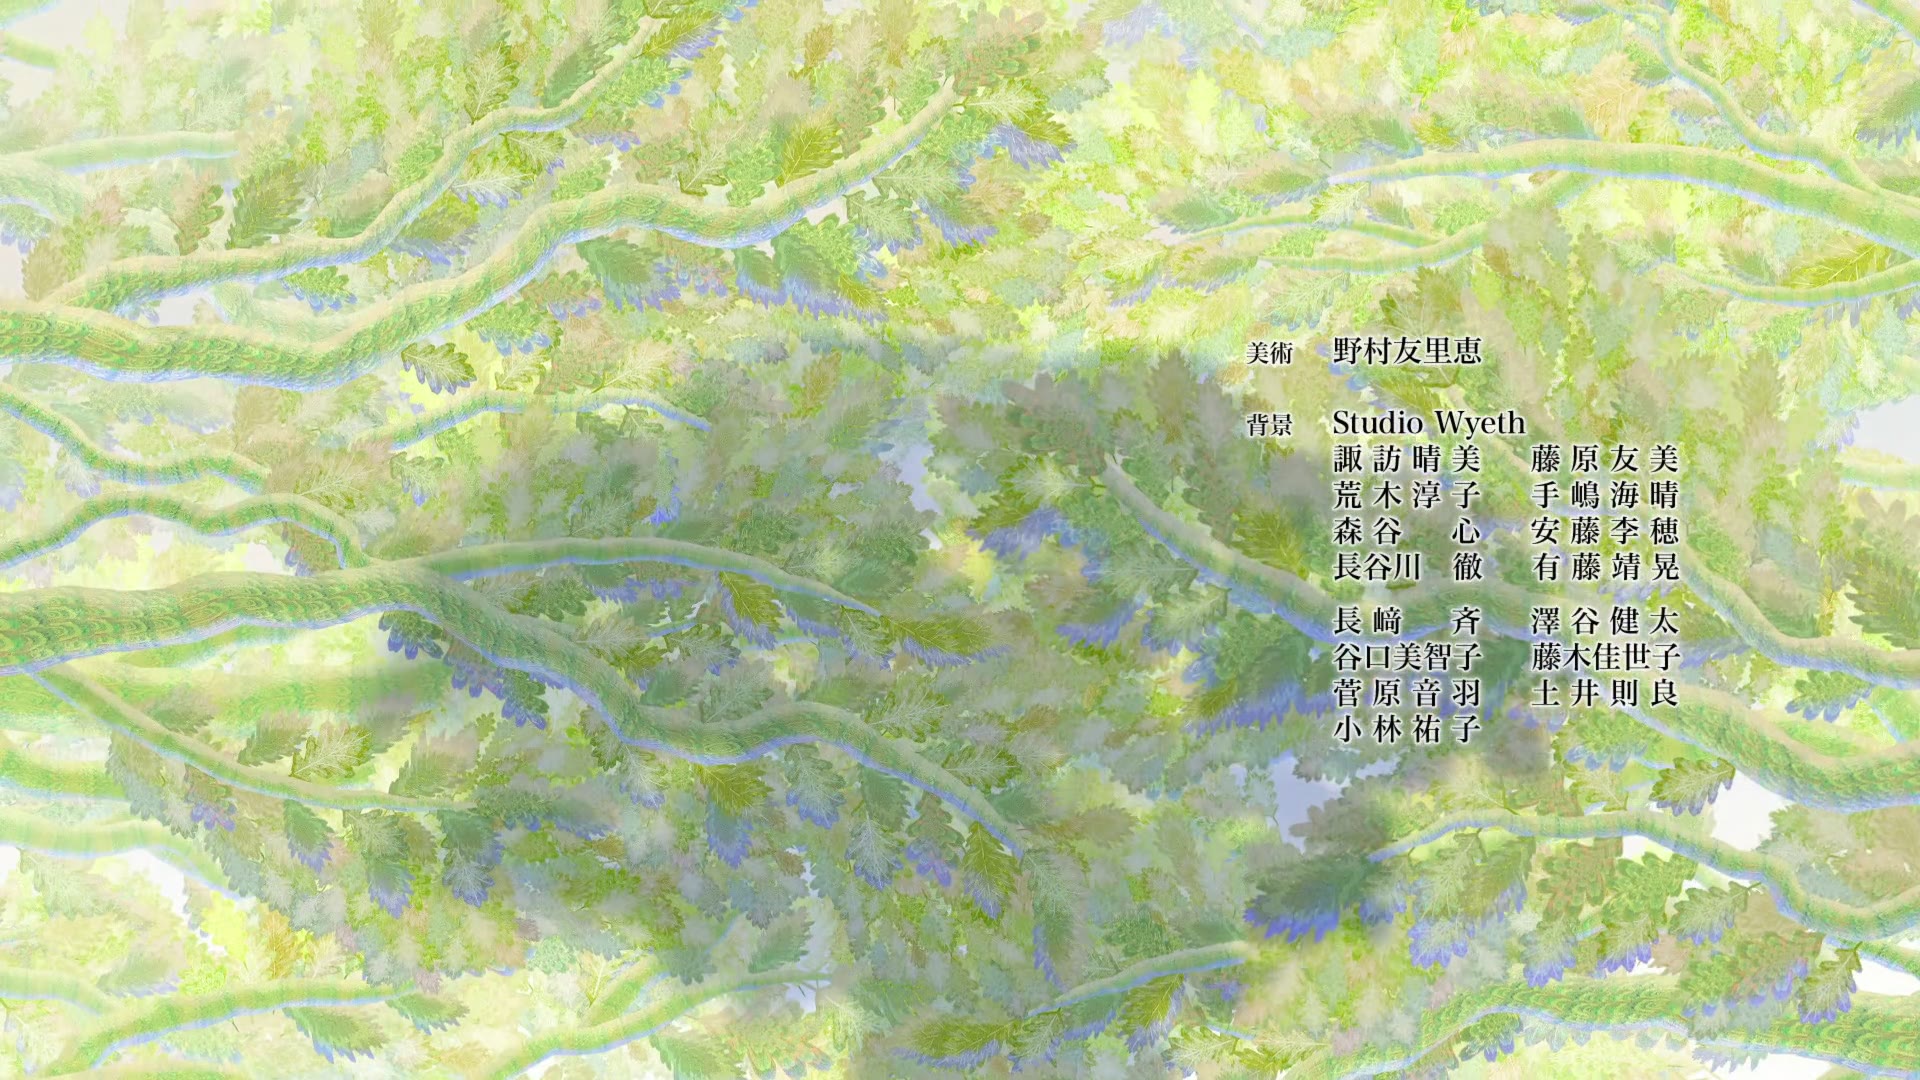 美術 野村友里恵
背景 Studio Wyeth
諏訪晴美 藤原友美
荒木淳子 手嶋海晴
森谷 心 安藤李穂
長谷川 徹 有藤靖晃
長﨑 斉 澤谷健太
谷口美智子 藤木佳世子
菅原音羽 土井則良
小林祐子